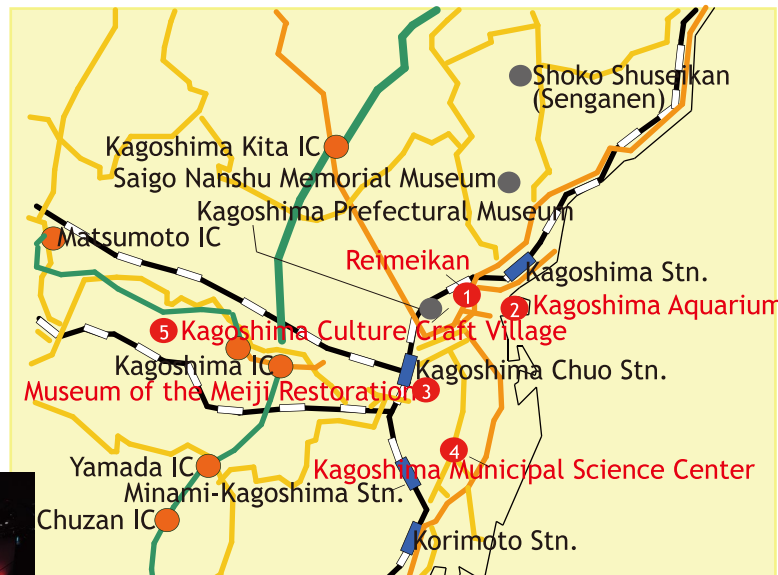 Shoko Shuseikan
(Senganen)
Kagoshima Kita IC
Saigo Nanshu Memorial Museum
Kagoshima Prefectural Museum
Matsumoto IC
Reimeikan
Kagoshima Stn.
1
2 Kagoshima Aquarium
5 Kagoshima Culture Craft Village
Kagoshima IC
Kagoshima Chuo Stn.
Museum of the Meiji Restoration 3
4
Kagoshima Municipal Science Center
Yamada IC
Minami-Kagoshima Stn.
Chuzan IC
Korimoto Stn.